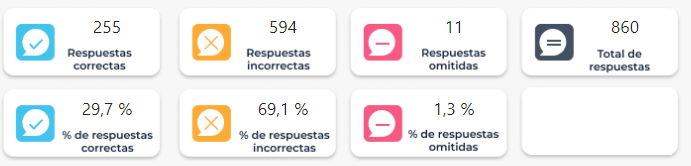 255
Respuestas
correctas
594
Respuestas
incorrectas
11
Respuestas
omitidas
860
Total de
respuestas
29,7 %
% de respuestas
correctas
69,1 %
% de respuestas
incorrectas
1,3 %
% de respuestas
omitidas